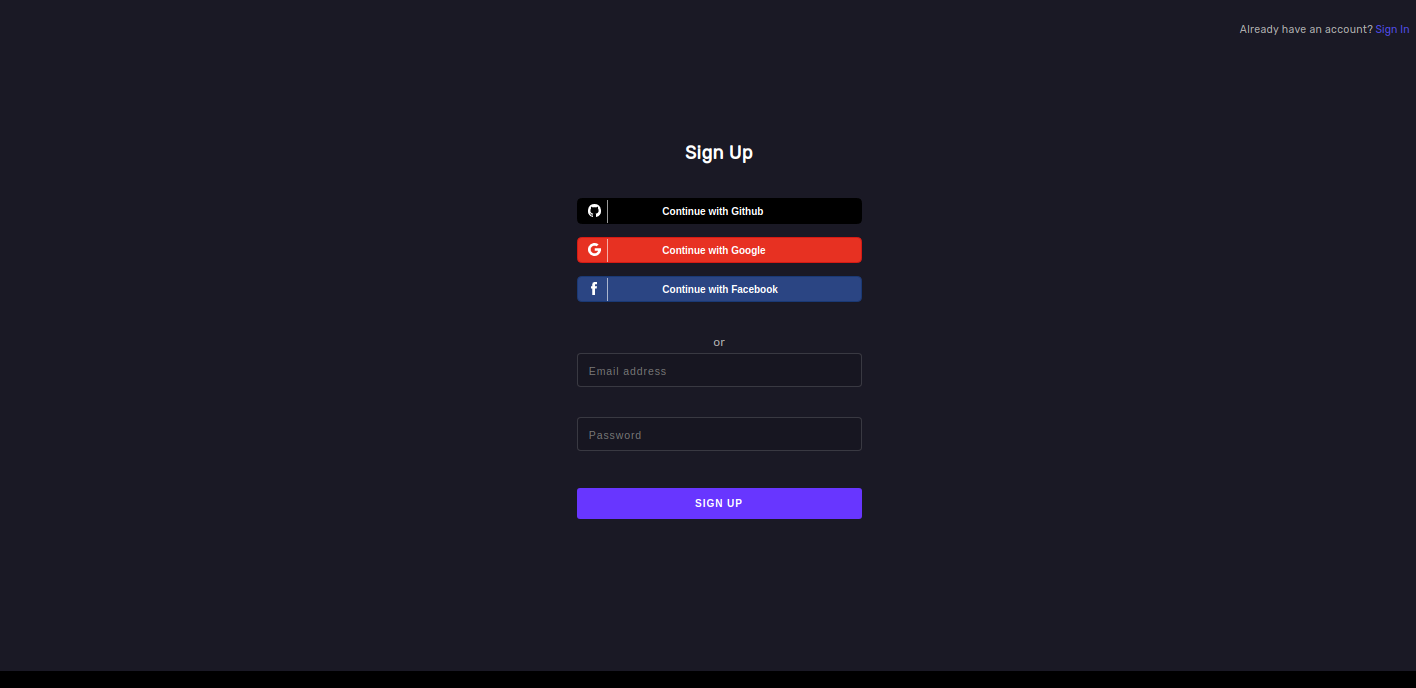 Already have an account? Sign In
Sign Up
Continue with Github
Continue with Google
Continue with Facebook
or
Email address
Password
SIGN UP